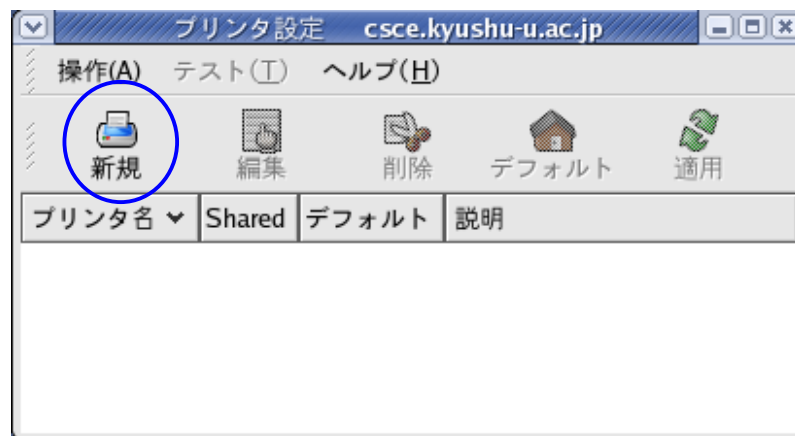 プリンタ設定 csce.kyushu-u.ac.jp
操作(A) テスト(T) ヘルプ(H)
新規 編集 削除 デフォルト 適用
プリンタ名 Shared デフォルト 説明